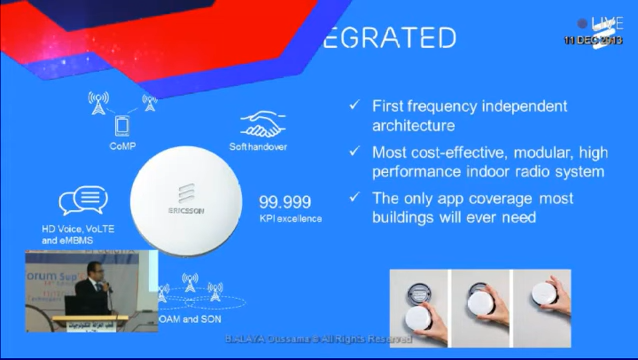 EGRATED
LIVE
11 DEC 2013
First frequency independent
architecture
Most cost-effective, modular, high
performance indoor radio system
The only app coverage most
buildings will ever need
CoMP
Soft handover
ERICSSON
99.999
KPI excellence
HD Voice, VoLTE
and eMBMS
OAM and SON
orum Sup'
Oussama © All Rights Reserved